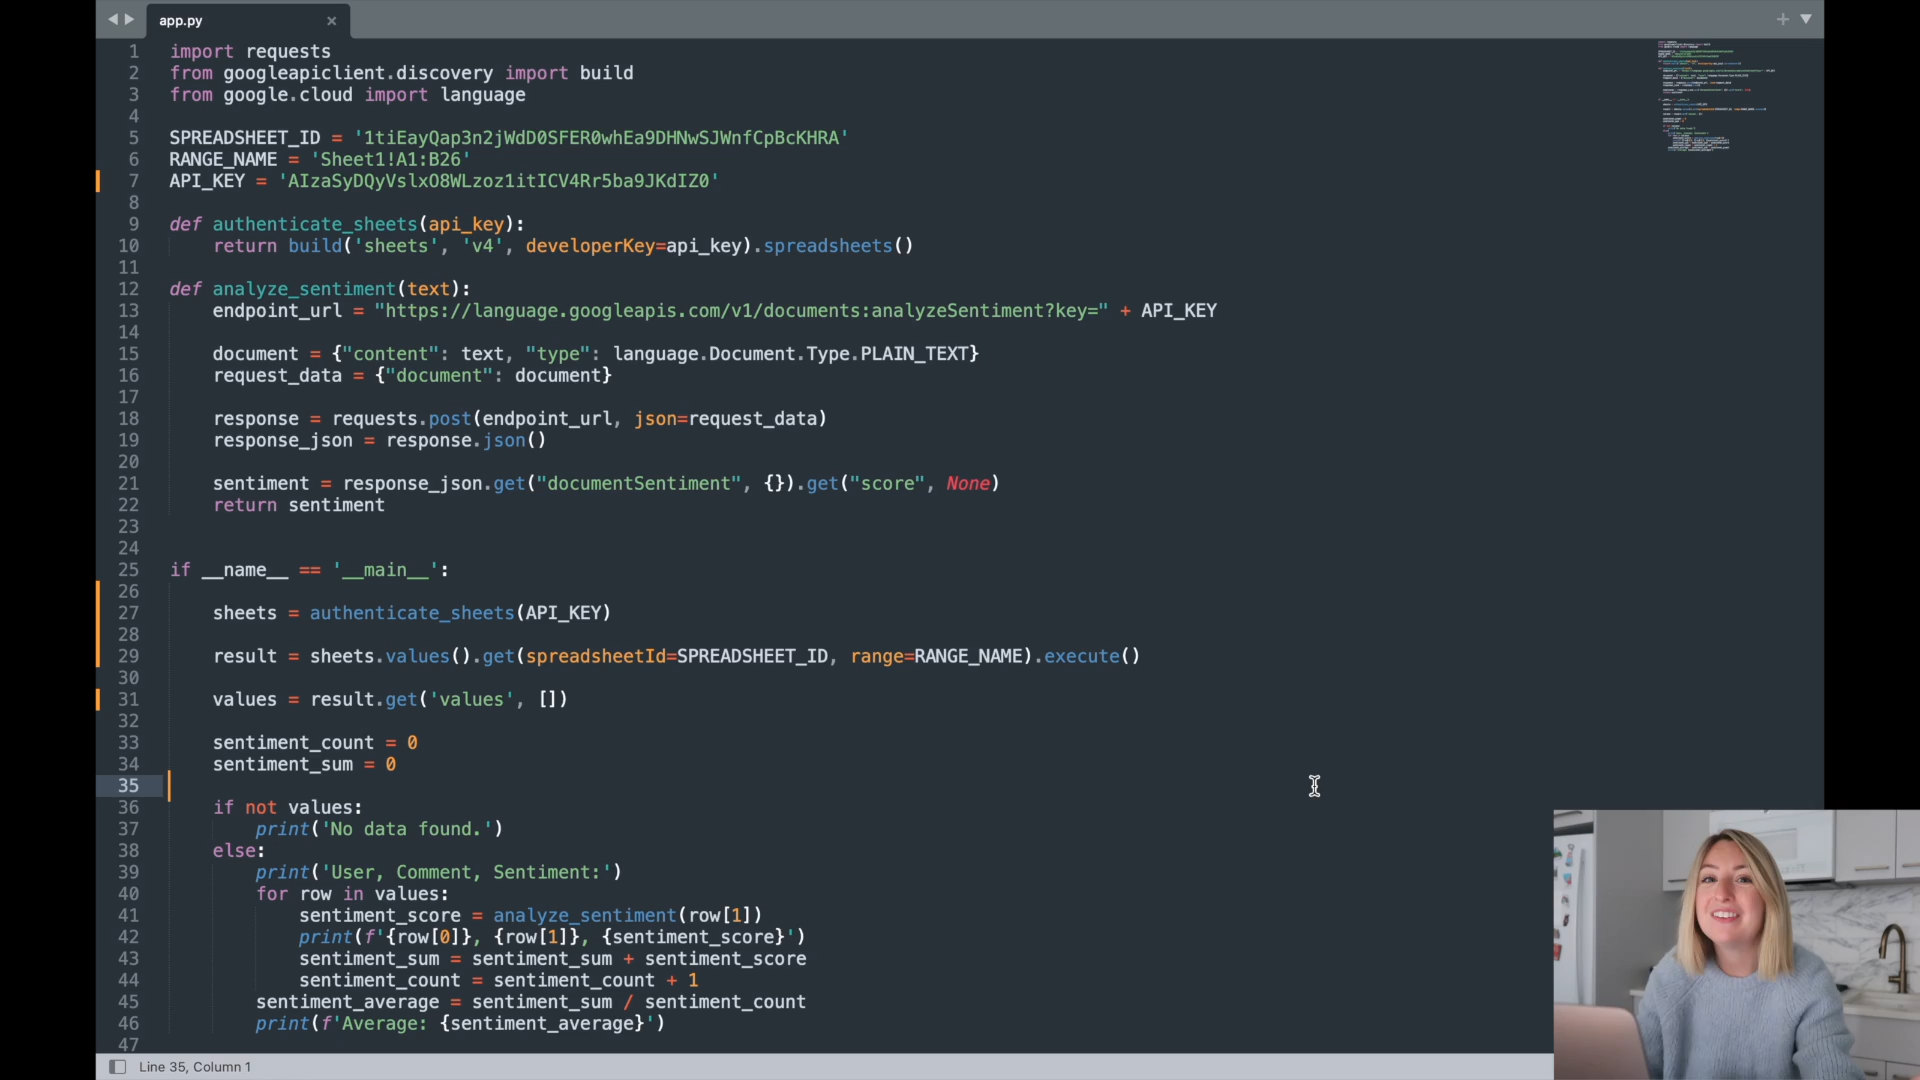 app.py
1 import requests
2 from googleapiclient.discovery import build
3 from google.cloud import language
4
5 SPREADSHEET_ID = '1tiEayQap3n2jWdD0SFER0whEa9DHNwSJWnfCpBcKHRA'
6 RANGE_NAME = 'Sheet1!A1:B26'
7 API_KEY = 'AIzaSyDQyVslxO8WLzoz1itICV4Rr5ba9JKdIZ0'
8
9 def authenticate_sheets(api_key):
10     return build('sheets', 'v4', developerKey=api_key).spreadsheets()
11
12 def analyze_sentiment(text):
13     endpoint_url = "https://language.googleapis.com/v1/documents:analyzeSentiment?key=" + API_KEY
14
15     document = {"content": text, "type": language.Document.Type.PLAIN_TEXT}
16     request_data = {"document": document}
17
18     response = requests.post(endpoint_url, json=request_data)
19     response_json = response.json()
20
21     sentiment = response_json.get("documentSentiment", {}).get("score", None)
22     return sentiment
23
24
25 if __name__ == '__main__':
26
27     sheets = authenticate_sheets(API_KEY)
28
29     result = sheets.values().get(spreadsheetId=SPREADSHEET_ID, range=RANGE_NAME).execute()
30
31     values = result.get('values', [])
32
33     sentiment_count = 0
34     sentiment_sum = 0
35
36     if not values:
37         print('No data found.')
38     else:
39         print('User, Comment, Sentiment:')
40         for row in values:
41             sentiment_score = analyze_sentiment(row[1])
42             print(f'{row[0]}, {row[1]}, {sentiment_score}')
43             sentiment_sum = sentiment_sum + sentiment_score
44             sentiment_count = sentiment_count + 1
45         sentiment_average = sentiment_sum / sentiment_count
46         print(f'Average: {sentiment_average}')
47
Line 35, Column 1